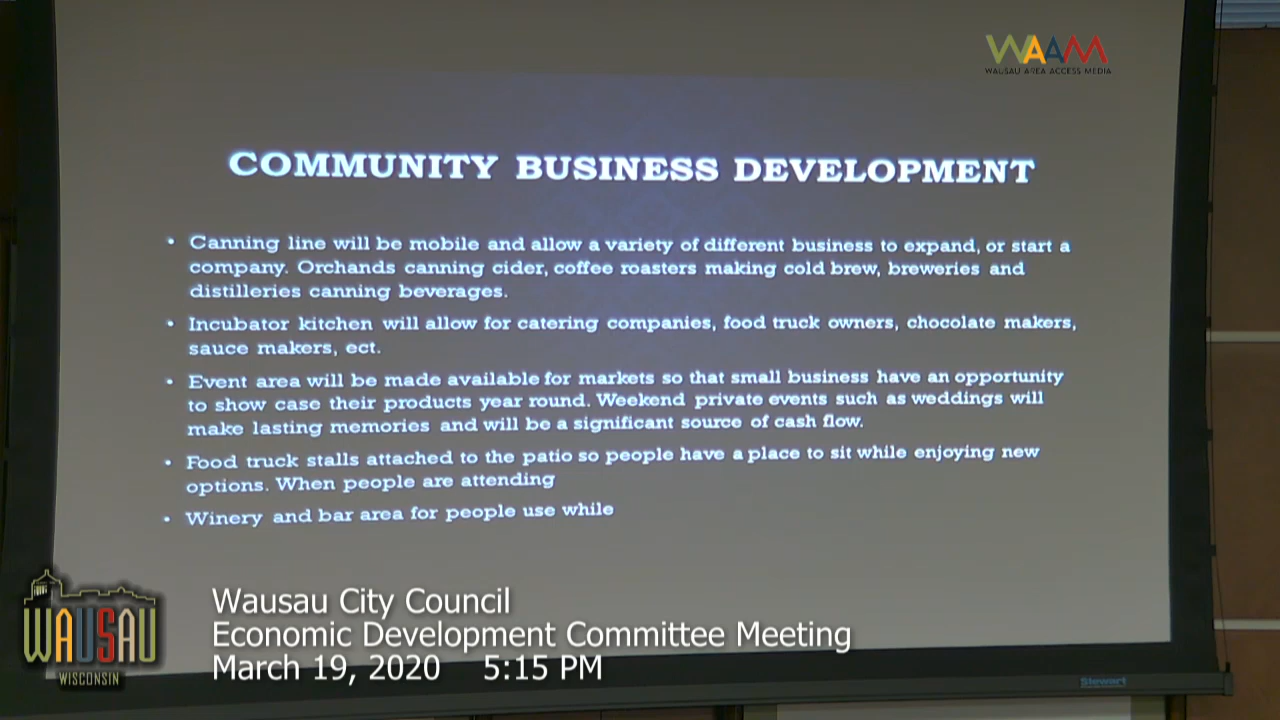 WAAM
WAUSAU AREA ACCESS MEDIA
COMMUNITY BUSINESS DEVELOPMENT
• Canning line will be mobile and allow a variety of different business to expand, or start a
company. Orchands canning cider, coffee roasters making cold brew, breweries and
distilleries canning beverages.
• Incubator kitchen will allow for catering companies, food truck owners, chocolate makers,
sauce makers, ect.
• Event area will be made available for markets so that small business have an opportunity
to show case their products year round. Weekend private events such as weddings will
make lasting memories and will be a significant source of cash flow.
• Food truck stalls attached to the patio so people have a place to sit while enjoying new
options. When people are attending
• Winery and bar area for people use while
WAUSAU
WISCONSIN
Wausau City Council
Economic Development Committee Meeting
March 19, 2020 5:15 PM
Stewart